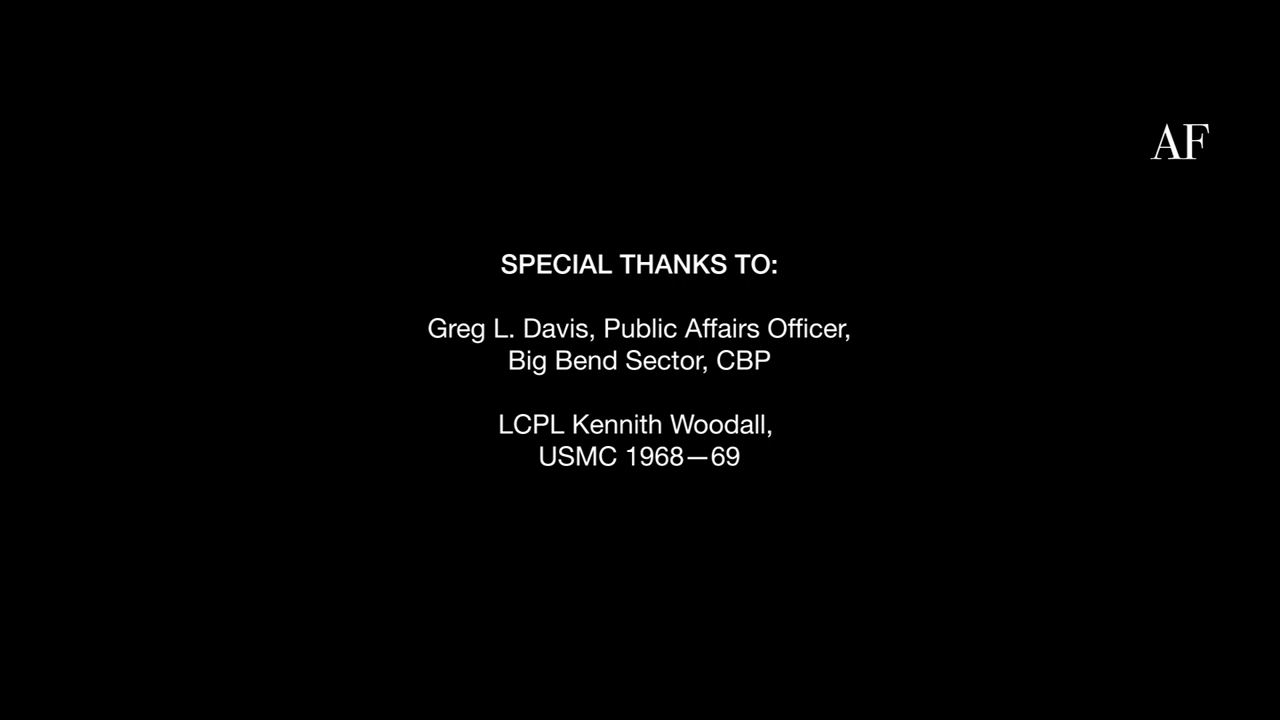 AF
SPECIAL THANKS TO:
Greg L. Davis, Public Affairs Officer,
Big Bend Sector, CBP
LCPL Kennith Woodall,
USMC 1968—69